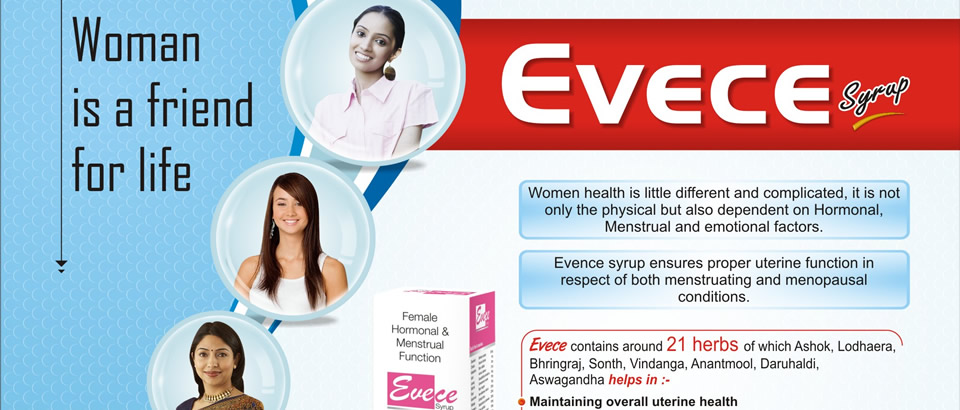 Woman
is a friend
for life
EVECE Syrup
Women health is little different and complicated, it is not
only the physical but also dependent on Hormonal,
Menstrual and emotional factors.
Evence syrup ensures proper uterine function in
respect of both menstruating and menopausal
conditions.
Female
Hormonal &
Menstrual
Function
Evece
Syrup
Evece
Evece contains around 21 herbs of which Ashok, Lodhaera,
Bhringraj, Sonth, Vindanga, Anantmool, Daruhaldi,
Aswagandha helps in :-
Maintaining overall uterine health